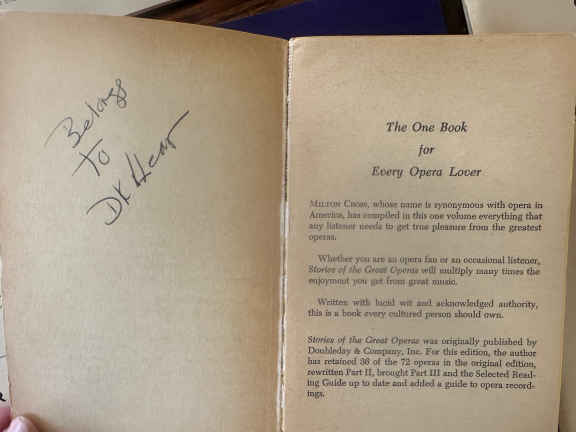 Belongs
To
DK Hear
The One Book
for
Every Opera Lover
MILTON CROSS, whose name is synonymous with opera in
America, has compiled in this one volume everything that
any listener needs to get true pleasure from the greatest
operas.
Whether you are an opera fan or an occasional listener,
Stories of the Great Operas will multiply many times the
enjoyment you get from great music.
Written with lucid wit and acknowledged authority,
this is a book every cultured person should own.
Stories of the Great Operas was originally published by
Doubleday & Company, Inc. For this edition, the author
has retained 36 of the 72 operas in the original edition,
rewritten Part II, brought Part III and the Selected Read-
ing Guide up to date and added a guide to opera record-
ings.